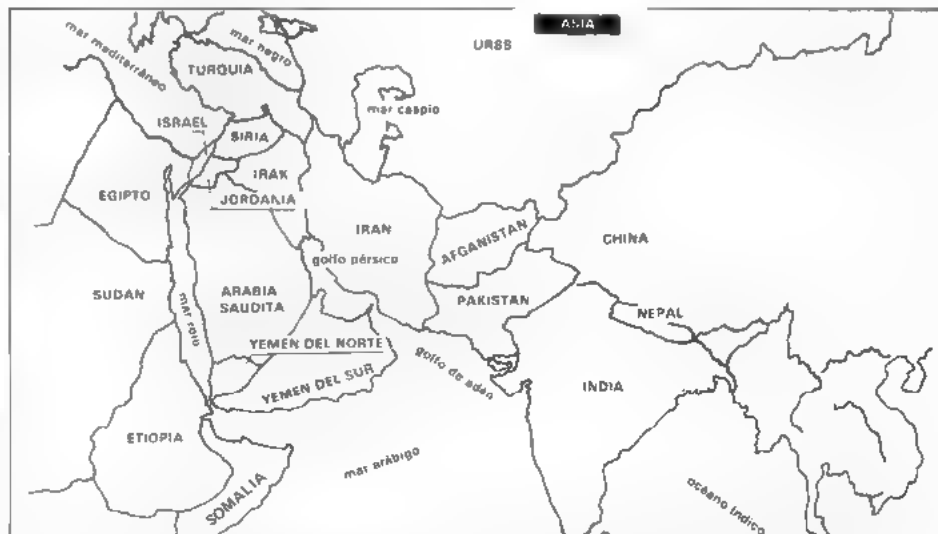 ASIA
URSS
mar negro
mar mediterráneo
TURQUIA
mar caspio
ISRAEL
SIRIA
IRAK
EGIPTO
JORDANIA
IRAN
AFGANISTAN
CHINA
golfo pérsico
SUDAN
ARABIA
SAUDITA
mar rojo
PAKISTAN
NEPAL
YEMEN DEL NORTE
golfo de adén
YEMEN DEL SUR
INDIA
ETIOPIA
mar arábigo
SOMALIA
océano índico